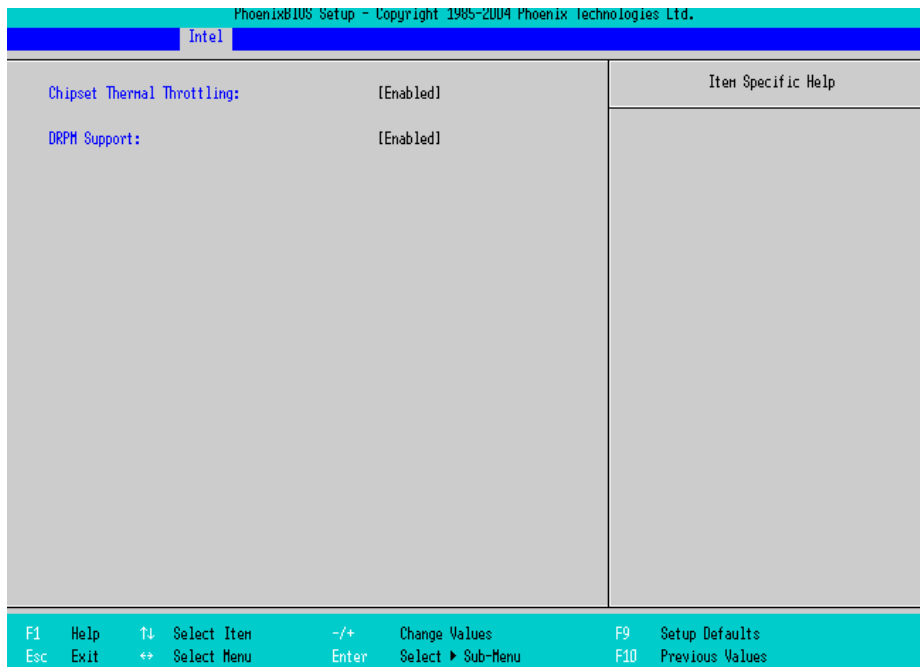 PhoenixBIOS Setup - Copyright 1985-2004 Phoenix Technologies Ltd.
Intel
Item Specific Help
Chipset Thermal Throttling: [Enabled]
DRPM Support: [Enabled]
F1 Help ↑↓ Select Item -/+ Change Values F9 Setup Defaults
Esc Exit ↔ Select Menu Enter Select ▶ Sub-Menu F10 Previous Values